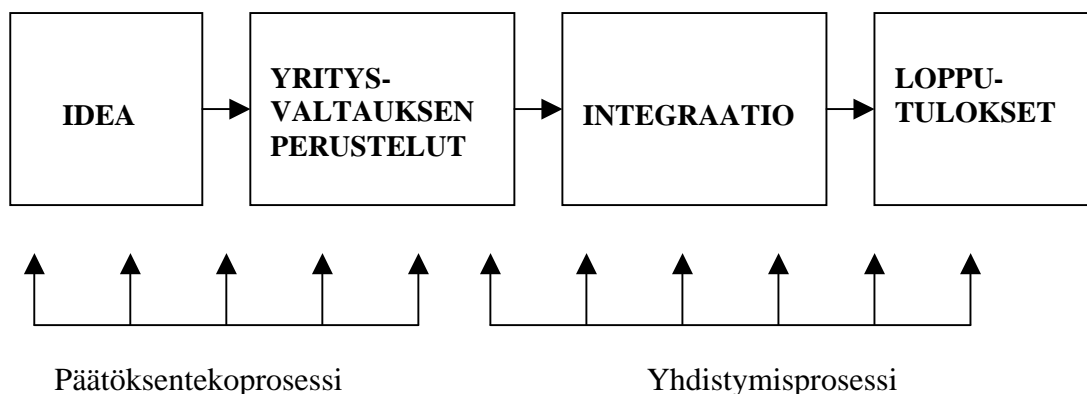 IDEA
YRITYS-
VALTAUKSEN
PERUSTELUT
INTEGRAATIO
LOPPU-
TULOKSET
Päätöksentekoprosessi
Yhdistymisprosessi